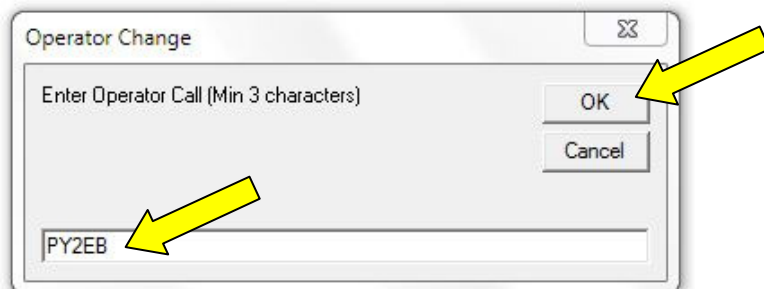 Operator Change
Enter Operator Call (Min 3 characters)
OK
Cancel
PY2EB